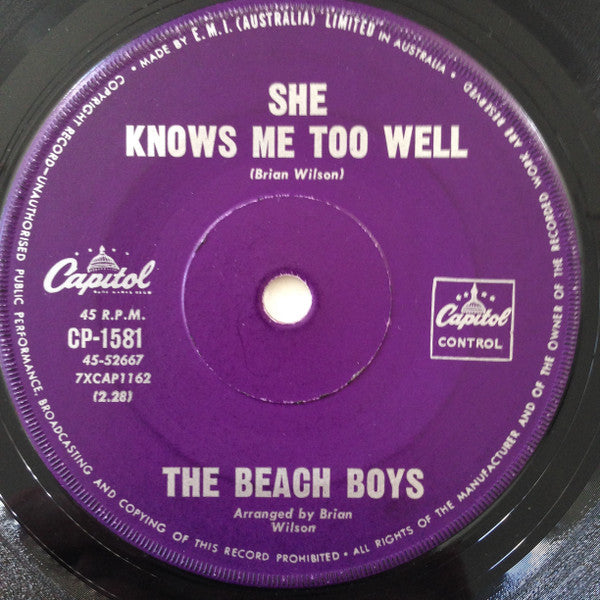 • MADE BY E. M. I. (AUSTRALIA) LIMITED IN AUSTRALIA •
COPYRIGHT RECORD—UNAUTHORISED PUBLIC PERFORMANCE, BROADCASTING AND COPYING OF THIS RECORD PROHIBITED • ALL RIGHTS OF THE MANUFACTURER AND OF THE OWNER OF THE RECORDED WORK ARE RESERVED
SHE
KNOWS ME TOO WELL
(Brian Wilson)
Capitol
45 R.P.M.
CP-1581
45-52667
7XCAP1162
(2.28)
Capitol
CONTROL
THE BEACH BOYS
Arranged by Brian
Wilson